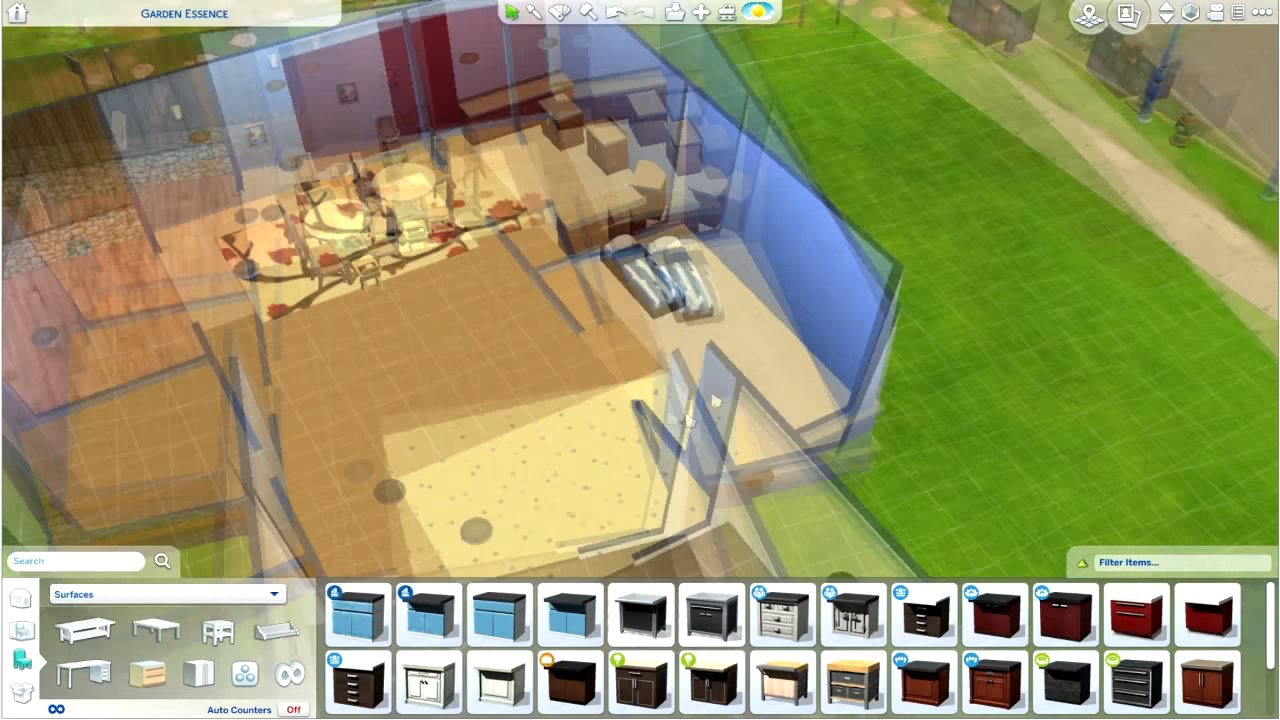 GARDEN ESSENCE
Search
Filter Items...
Surfaces
Auto Counters Off